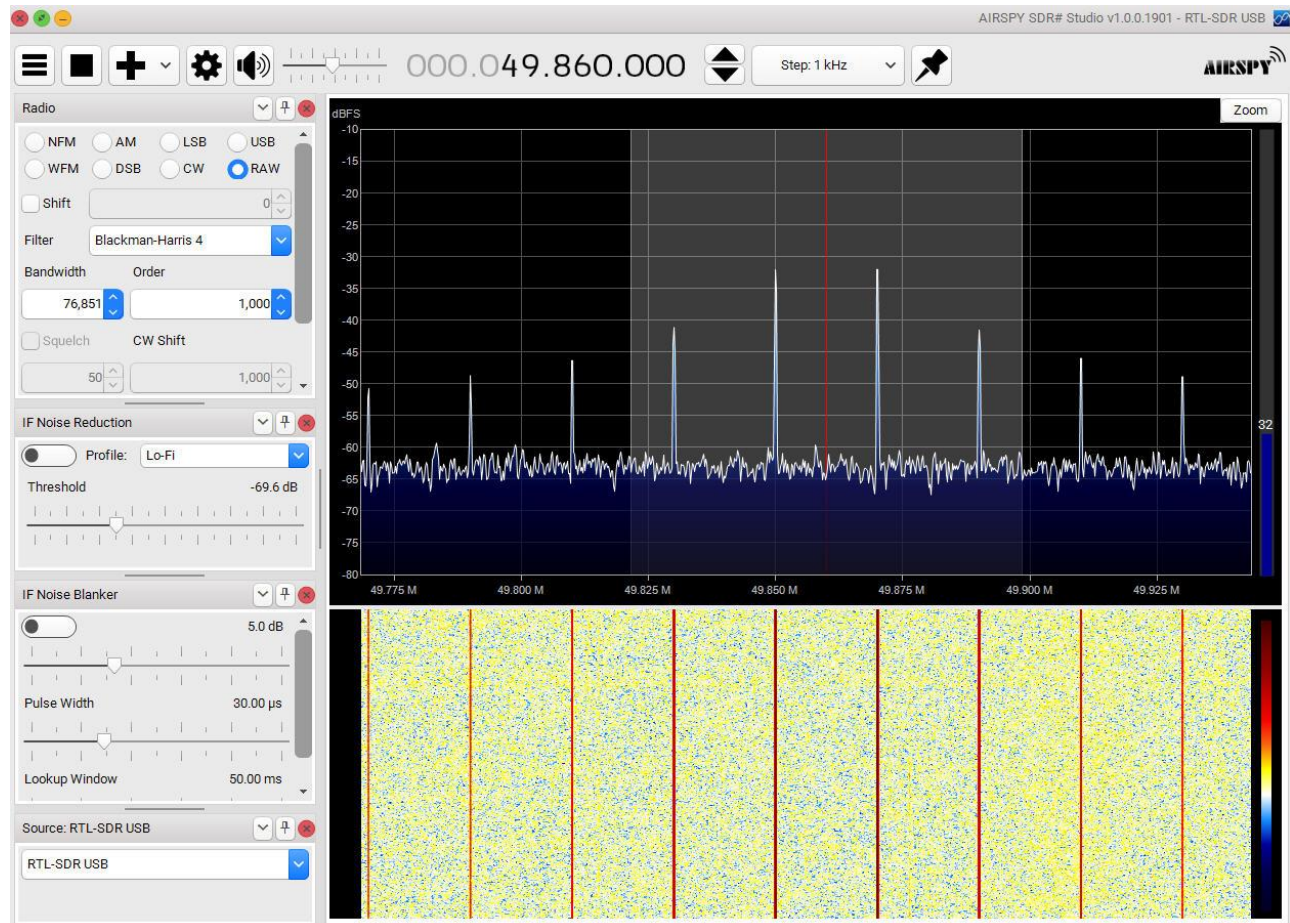 AIRSPY SDR# Studio v1.0.0.1901 - RTL-SDR USB
000.049.860.000
Step: 1 kHz
AIRSPY
Radio
NFM AM LSB USB
WFM DSB CW RAW
Shift 0
Filter Blackman-Harris 4
Bandwidth Order
76,851 1,000
Squelch CW Shift
50 1,000
IF Noise Reduction
Profile: Lo-Fi
Threshold -69.6 dB
IF Noise Blanker
5.0 dB
Pulse Width 30.00 µs
Lookup Window 50.00 ms
Source: RTL-SDR USB
RTL-SDR USB
dBFS
Zoom
-10
-15
-20
-25
-30
-35
-40
-45
-50
-55
-60
-65
-70
-75
-80
32
49.775 M 49.800 M 49.825 M 49.850 M 49.875 M 49.900 M 49.925 M